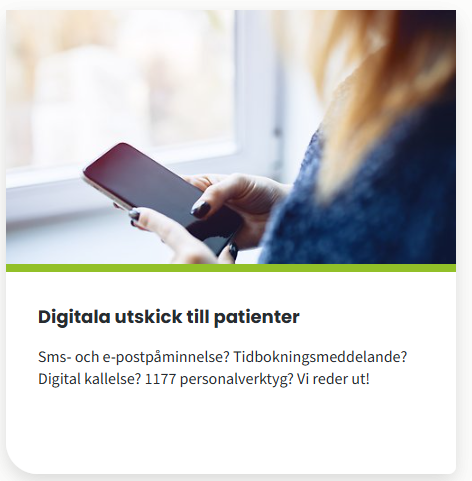 Digitala utskick till patienter
Sms- och e-postpåminnelse? Tidbokningsmeddelande?
Digital kallelse? 1177 personalverktyg? Vi reder ut!